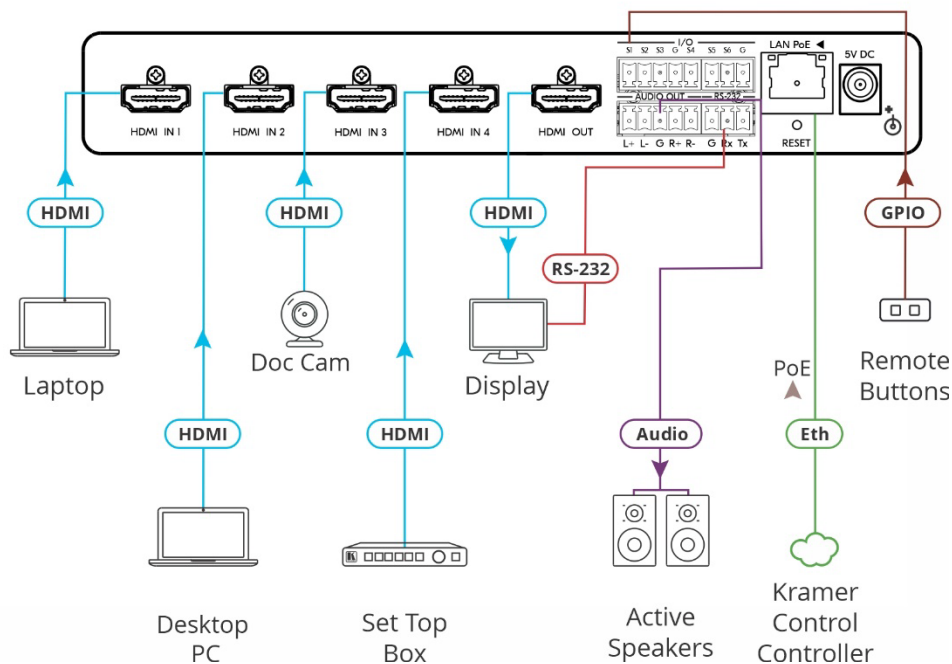 I/O
S1 S2 S3 G S4 S5 S6 G
LAN PoE
5V DC
AUDIO OUT RS-232
HDMI IN 1
HDMI IN 2
HDMI IN 3
HDMI IN 4
HDMI OUT
L+ L- G R+ R- G Rx Tx
RESET
HDMI
HDMI
HDMI
GPIO
RS-232
Laptop
Doc Cam
Display
PoE
Remote
Buttons
HDMI
HDMI
Audio
Eth
Desktop
PC
Set Top
Box
Active
Speakers
Kramer
Control
Controller